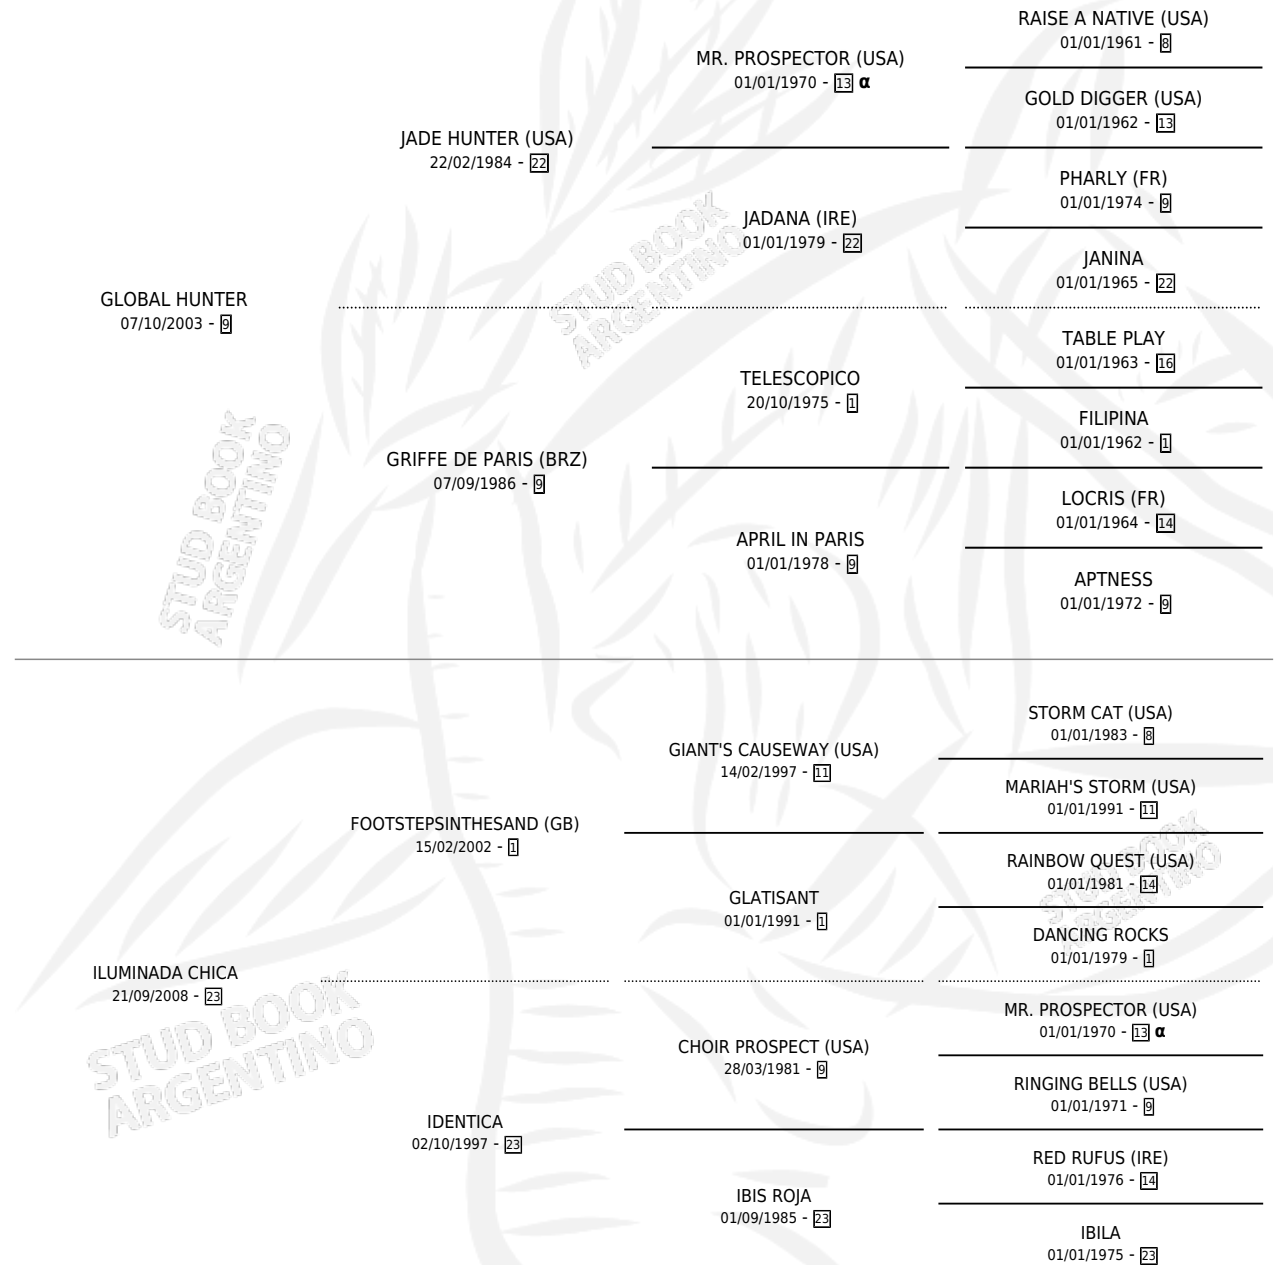 RAISE A NATIVE (USA)
01/01/1961 - 8
MR. PROSPECTOR (USA)
01/01/1970 - 13 α
GOLD DIGGER (USA)
01/01/1962 - 13
JADE HUNTER (USA)
22/02/1984 - 22
PHARLY (FR)
01/01/1974 - 9
JADANA (IRE)
01/01/1979 - 22
JANINA
01/01/1965 - 22
GLOBAL HUNTER
07/10/2003 - 9
TABLE PLAY
01/01/1963 - 16
TELESCOPICO
20/10/1975 - 1
FILIPINA
01/01/1962 - 1
GRIFFE DE PARIS (BRZ)
07/09/1986 - 9
LOCRIS (FR)
01/01/1964 - 14
APRIL IN PARIS
01/01/1978 - 9
APTNESS
01/01/1972 - 9
STORM CAT (USA)
01/01/1983 - 8
GIANT'S CAUSEWAY (USA)
14/02/1997 - 11
MARIAH'S STORM (USA)
01/01/1991 - 11
FOOTSTEPSINTHESAND (GB)
15/02/2002 - 1
RAINBOW QUEST (USA)
01/01/1981 - 14
GLATISANT
01/01/1991 - 1
DANCING ROCKS
01/01/1979 - 1
ILUMINADA CHICA
21/09/2008 - 23
MR. PROSPECTOR (USA)
01/01/1970 - 13 α
CHOIR PROSPECT (USA)
28/03/1981 - 9
RINGING BELLS (USA)
01/01/1971 - 9
IDENTICA
02/10/1997 - 23
RED RUFUS (IRE)
01/01/1976 - 14
IBIS ROJA
01/09/1985 - 23
IBILA
01/01/1975 - 23
STUD BOOK
ARGENTINO
STUD BOOK
ARGENTINO
STUD BOOK
ARGENTINO
STUD BOOK
ARGENTINO